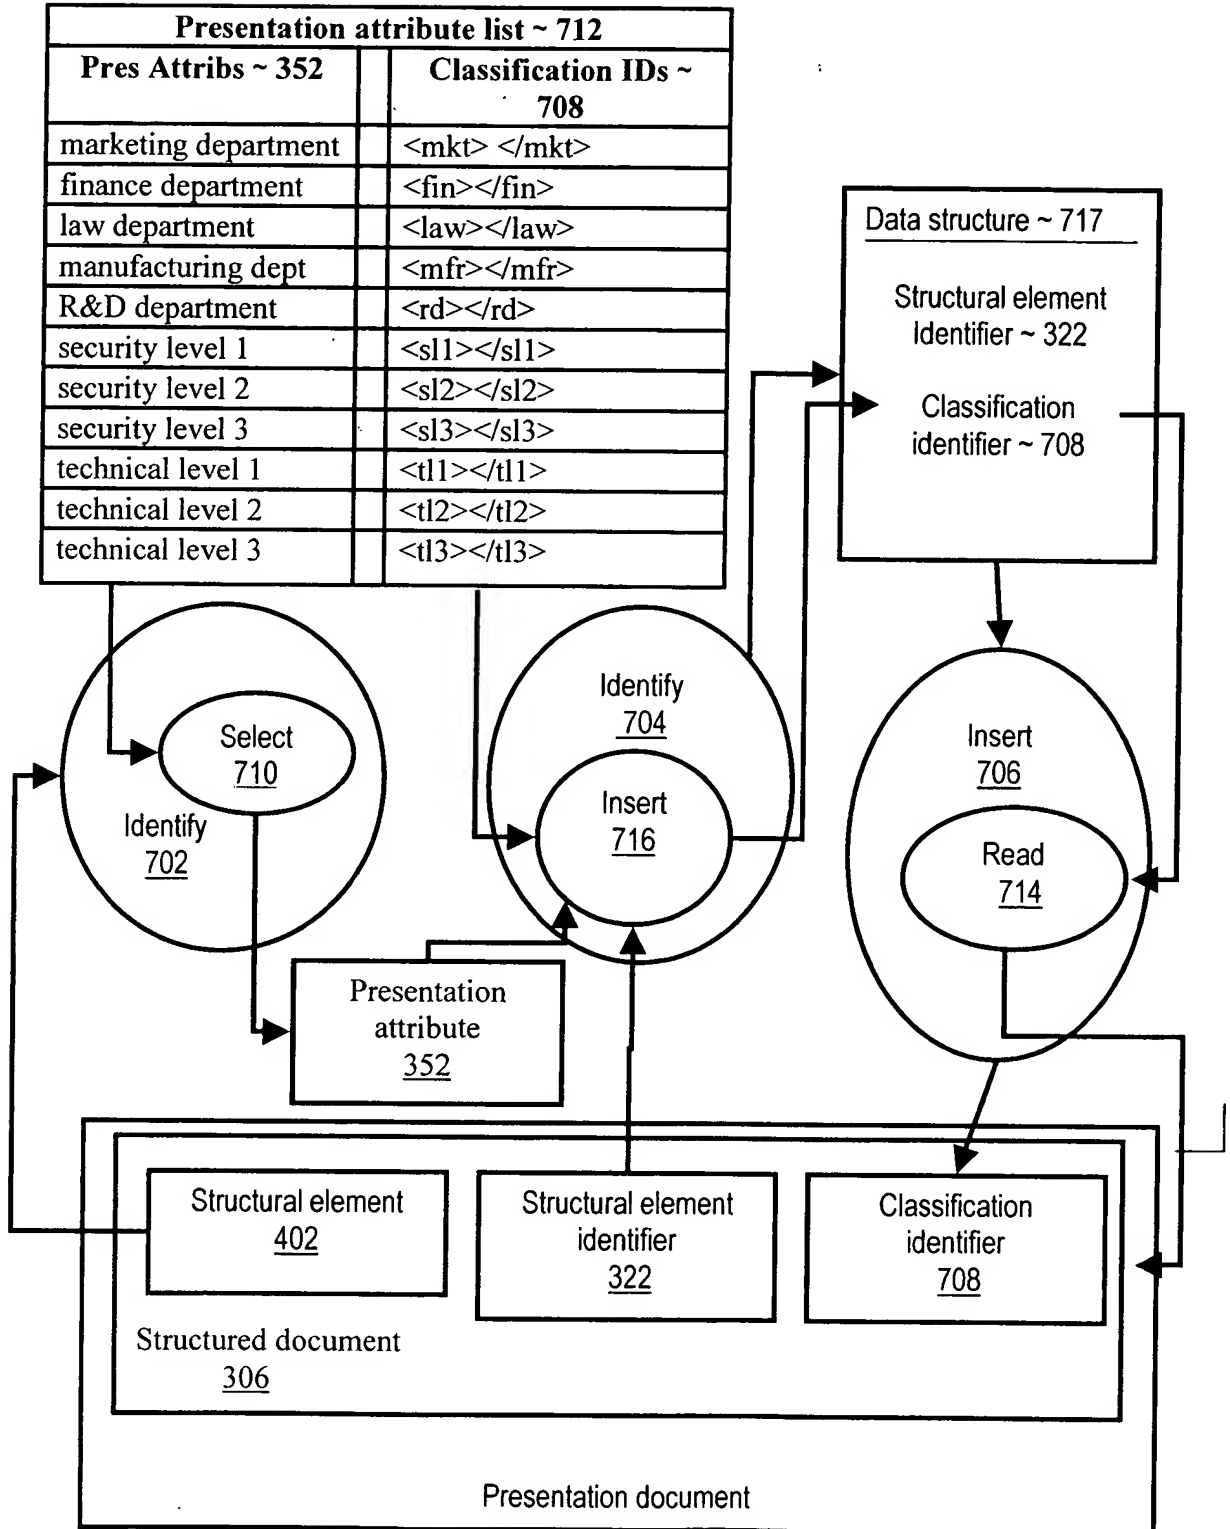 Presentation attribute list ~ 712
Pres Attribs ~ 352
Classification IDs ~
708
marketing department
<mkt> </mkt>
finance department
<fin></fin>
law department
<law></law>
manufacturing dept
<mfr></mfr>
R&D department
<rd></rd>
security level 1
<sl1></sl1>
security level 2
<sl2></sl2>
security level 3
<sl3></sl3>
technical level 1
<tl1></tl1>
technical level 2
<tl2></tl2>
technical level 3
<tl3></tl3>
Data structure ~ 717
Structural element
Identifier ~ 322
Classification
identifier ~ 708
Select
710
Identify
702
Identify
704
Insert
716
Insert
706
Read
714
Presentation
attribute
352
Structural element
402
Structural element
identifier
322
Classification
identifier
708
Structured document
306
Presentation document